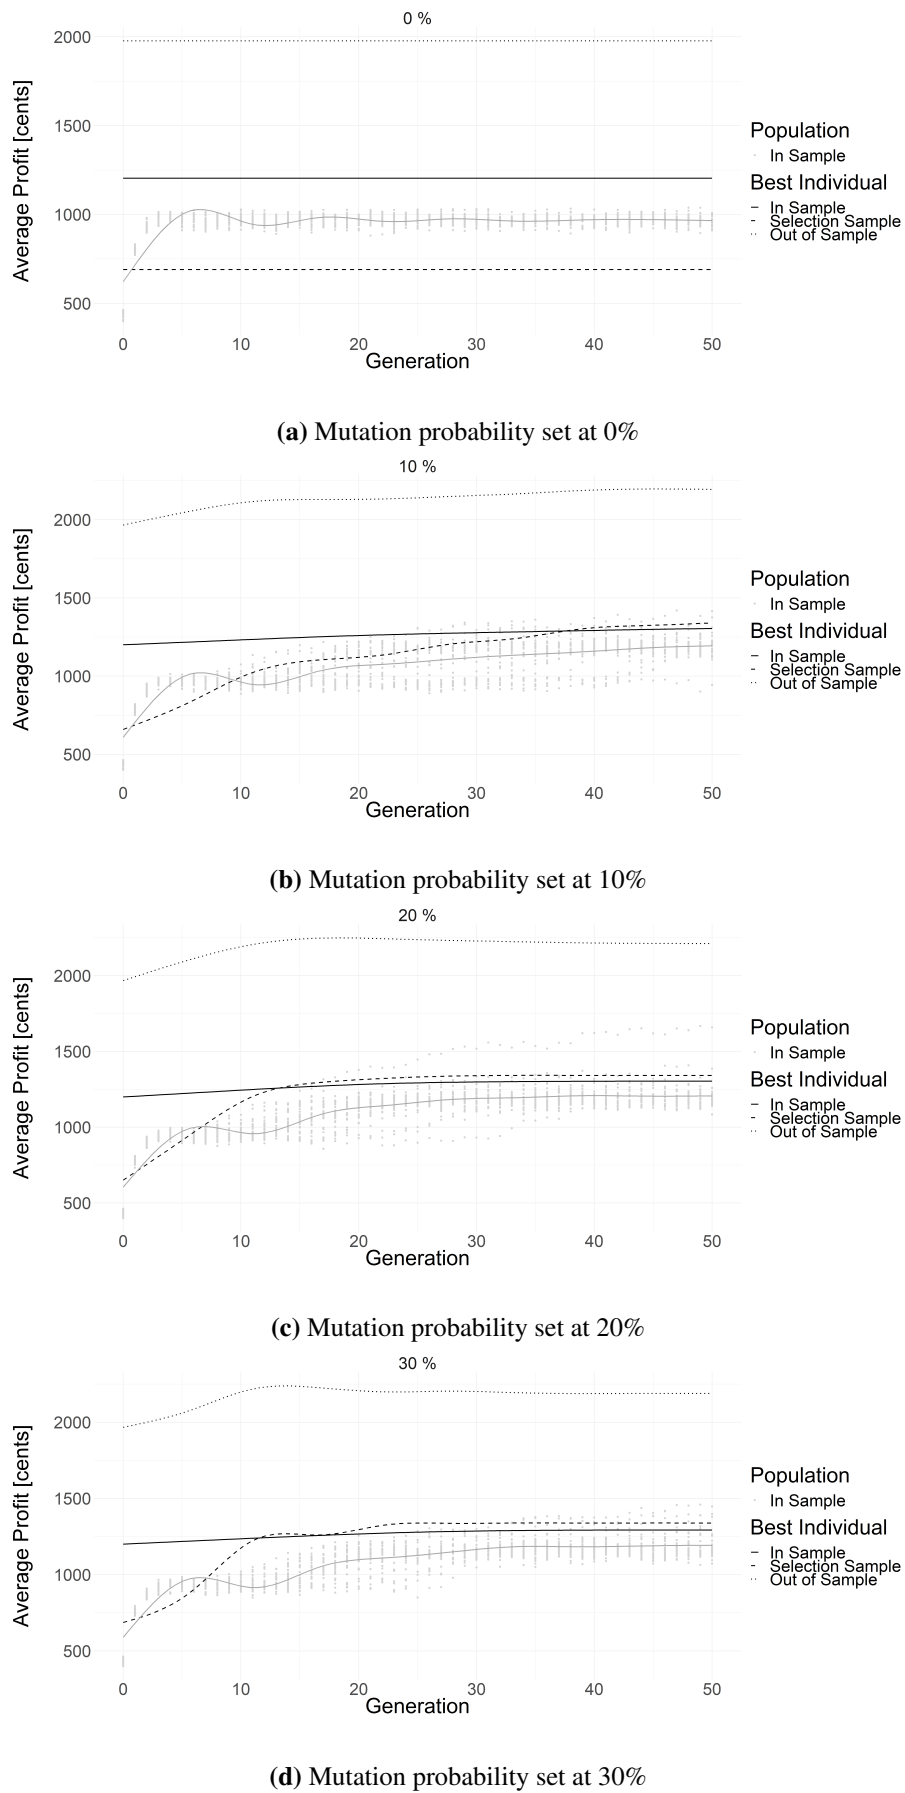 0 %
2000
1500
1000
500
Average Profit [cents]
0 10 20 30 40 50
Generation
Population
In Sample
Best Individual
In Sample
Selection Sample
Out of Sample
(a) Mutation probability set at 0%
10 %
2000
1500
1000
500
Average Profit [cents]
0 10 20 30 40 50
Generation
Population
In Sample
Best Individual
In Sample
Selection Sample
Out of Sample
(b) Mutation probability set at 10%
20 %
2000
1500
1000
500
Average Profit [cents]
0 10 20 30 40 50
Generation
Population
In Sample
Best Individual
In Sample
Selection Sample
Out of Sample
(c) Mutation probability set at 20%
30 %
2000
1500
1000
500
Average Profit [cents]
0 10 20 30 40 50
Generation
Population
In Sample
Best Individual
In Sample
Selection Sample
Out of Sample
(d) Mutation probability set at 30%